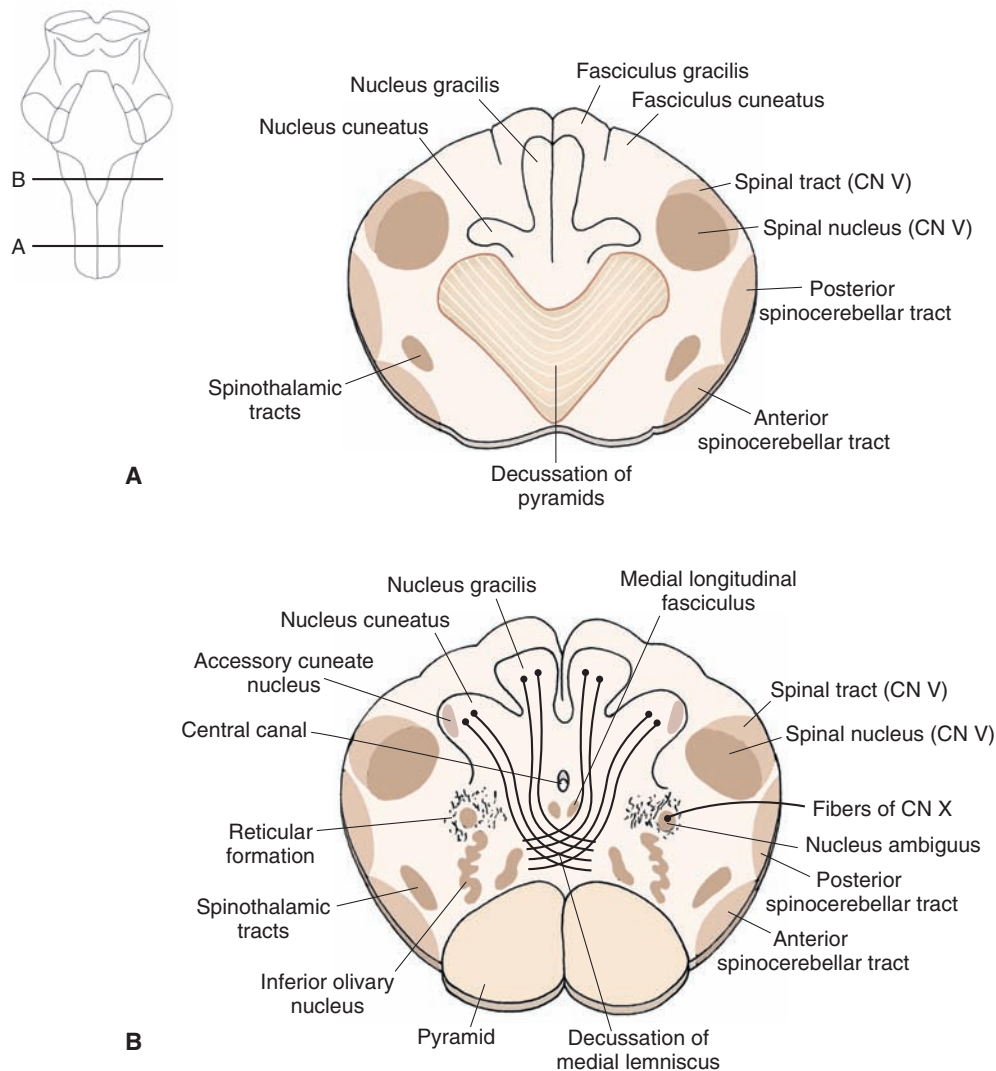 B
A
Nucleus gracilis
Nucleus cuneatus
Fasciculus gracilis
Fasciculus cuneatus
Spinal tract (CN V)
Spinal nucleus (CN V)
Posterior
spinocerebellar tract
Spinothalamic
tracts
Anterior
spinocerebellar tract
Decussation of
pyramids
A
Nucleus gracilis
Nucleus cuneatus
Accessory cuneate
nucleus
Central canal
Medial longitudinal
fasciculus
Spinal tract (CN V)
Spinal nucleus (CN V)
Fibers of CN X
Nucleus ambiguus
Reticular
formation
Posterior
spinocerebellar tract
Spinothalamic
tracts
Anterior
spinocerebellar tract
Inferior olivary
nucleus
Pyramid
Decussation of
medial lemniscus
B